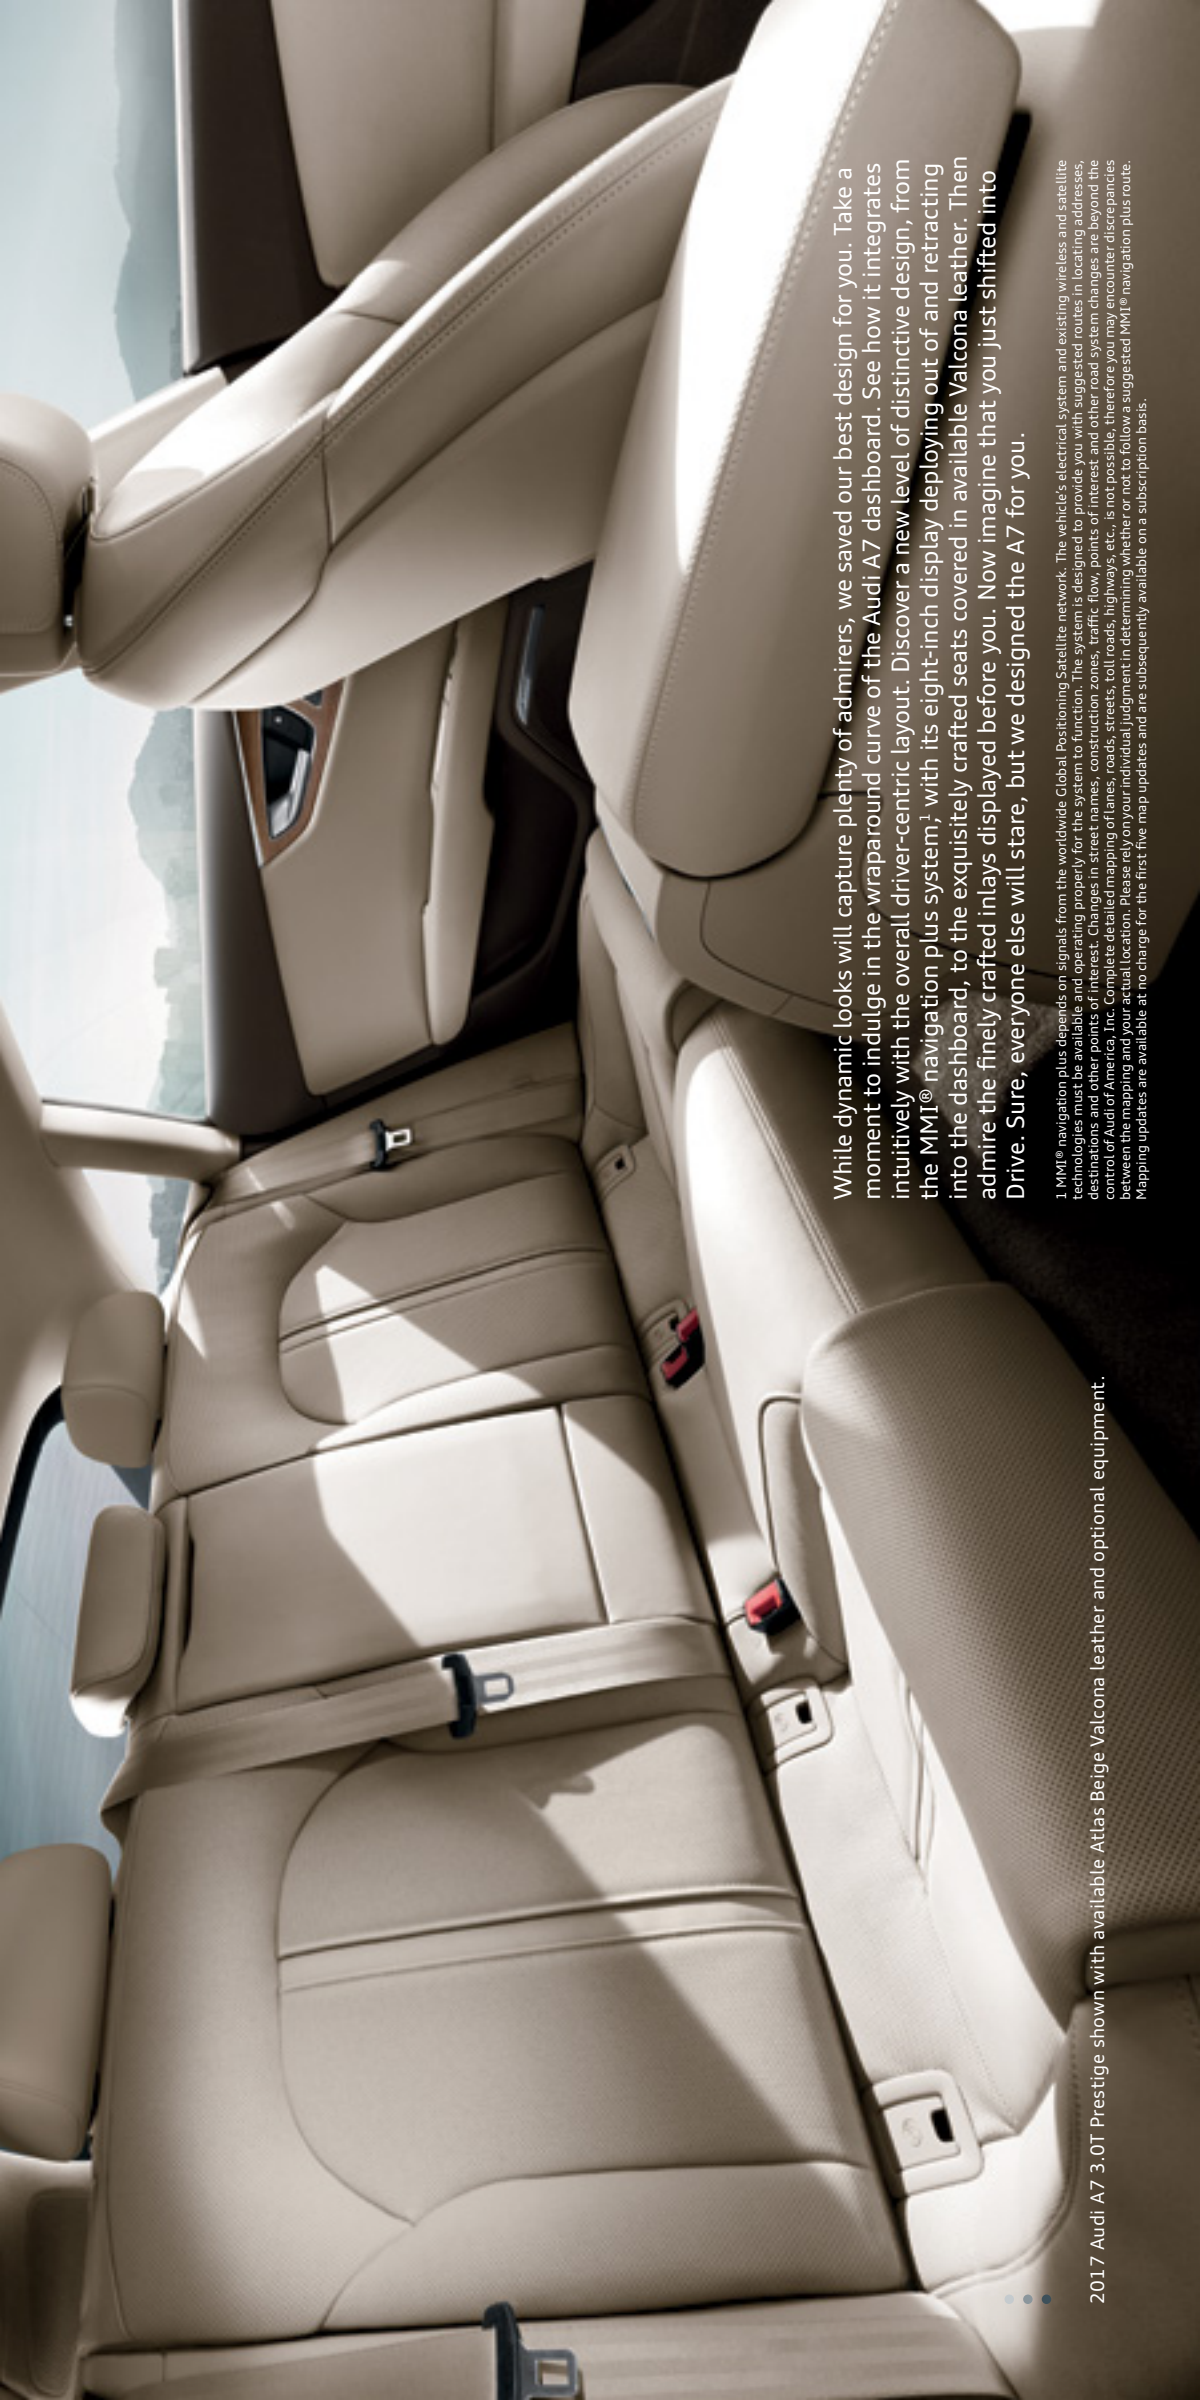 While dynamic looks will capture plenty of admirers, we saved our best design for you. Take a
moment to indulge in the wraparound curve of the Audi A7 dashboard. See how it integrates
intuitively with the overall driver-centric layout. Discover a new level of distinctive design, from
the MMI® navigation plus system,¹ with its eight-inch display deploying out of and retracting
into the dashboard, to the exquisitely crafted seats covered in available Valcona leather. Then
admire the finely crafted inlays displayed before you. Now imagine that you just shifted into
Drive. Sure, everyone else will stare, but we designed the A7 for you.
1 MMI® navigation plus depends on signals from the worldwide Global Positioning Satellite network. The vehicle's electrical system and existing wireless and satellite
technologies must be available and operating properly for the system to function. The system is designed to provide you with suggested routes in locating addresses,
destinations and other points of interest. Changes in street names, construction zones, traffic flow, points of interest and other road system changes are beyond the
control of Audi of America, Inc. Complete detailed mapping of lanes, roads, streets, toll roads, highways, etc., is not possible, therefore you may encounter discrepancies
between the mapping and your actual location. Please rely on your individual judgment in determining whether or not to follow a suggested MMI® navigation plus route.
Mapping updates are available at no charge for the first five map updates and are subsequently available on a subscription basis.
2017 Audi A7 3.0T Prestige shown with available Atlas Beige Valcona leather and optional equipment.